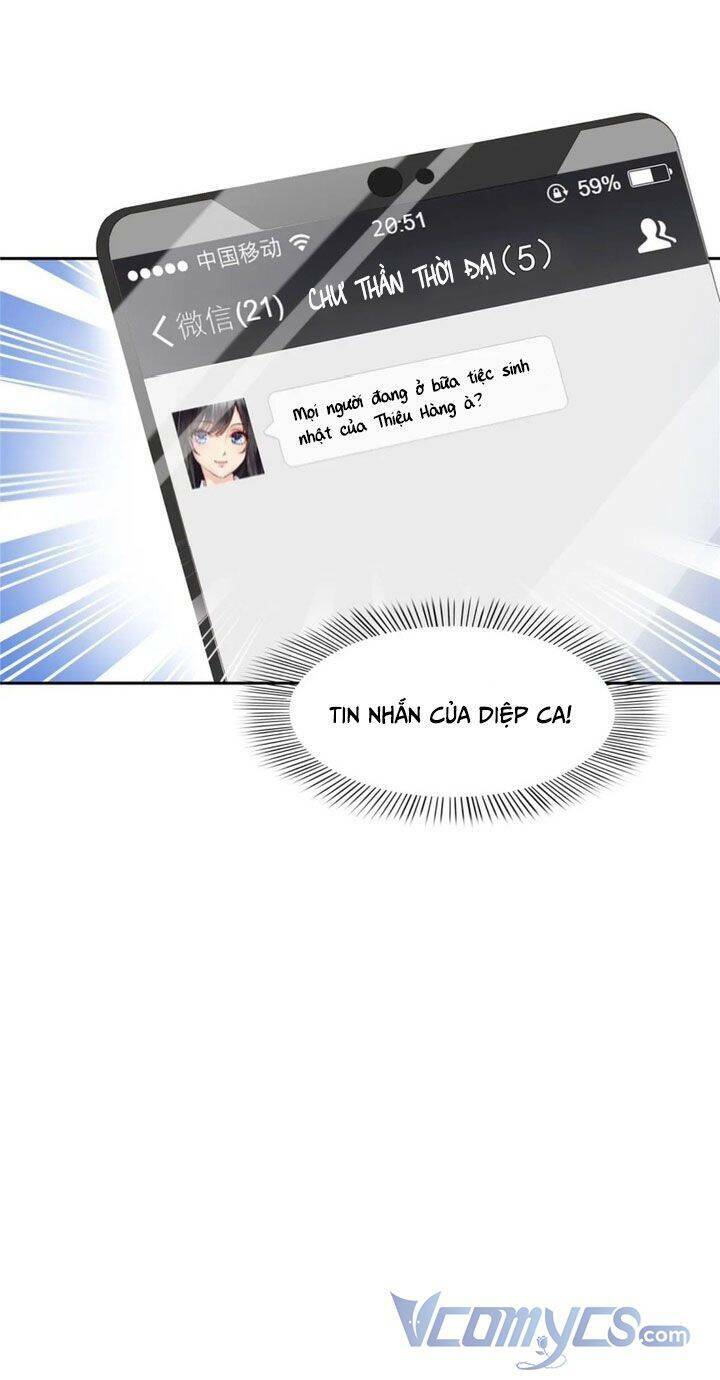 中国移动 20:51 59%
微信(21) CHƯ THẦN THỜI ĐẠI(5)
Mọi người đang ở bữa tiệc sinh
nhật của Thiệu Hàng à?
TIN NHẮN CỦA DIỆP CA!
VCOMYCS.com